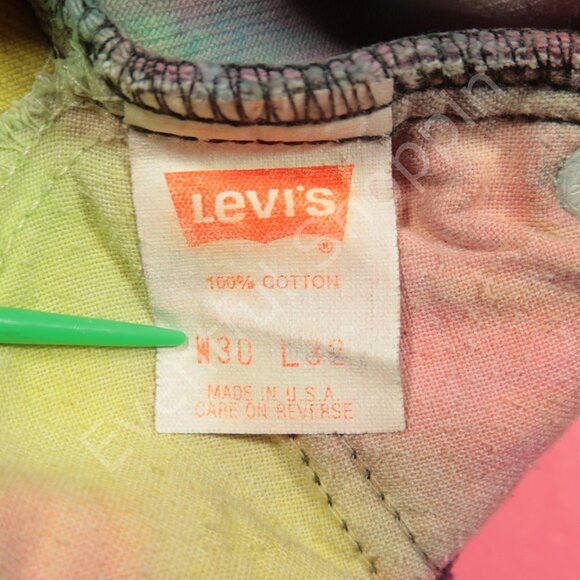 Levi's
®
100% COTTON
W30 L32
MADE IN U.S.A.
CARE ON REVERSE